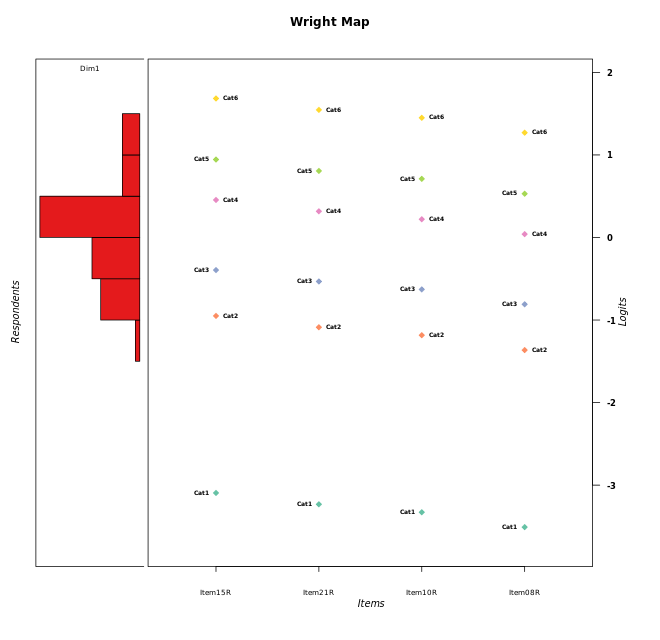 Wright Map
Dim1
2
Cat6
Cat6
Cat6
Cat6
1
Cat5
Cat5
Cat5
Cat5
Cat4
Cat4
Cat4
Cat4
0
Cat3
Cat3
Cat3
Cat3
-1
Cat2
Cat2
Cat2
Cat2
-2
-3
Cat1
Cat1
Cat1
Cat1
Respondents
Logits
Item15R Item21R Item10R Item08R
Items